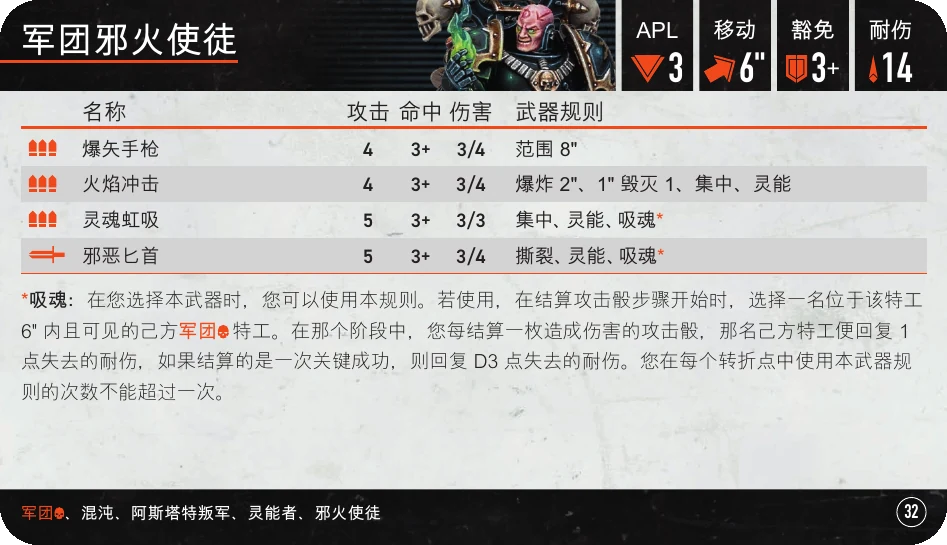 军团邪火使徒
APL 移动 豁免 耐伤
3 6" 3+ 14
名称 攻击 命中 伤害 武器规则
爆矢手枪 4 3+ 3/4 范围 8"
火焰冲击 4 3+ 3/4 爆炸 2"、1" 毁灭 1、集中、灵能
灵魂虹吸 5 3+ 3/3 集中、灵能、吸魂*
邪恶匕首 5 3+ 3/4 撕裂、灵能、吸魂*
*吸魂：在您选择本武器时，您可以使用本规则。若使用，在结算攻击骰步骤开始时，选择一名位于该特工
6" 内且可见的己方军团特工。在那个阶段中，您每结算一枚造成伤害的攻击骰，那名己方特工便回复 1
点失去的耐伤，如果结算的是一次关键成功，则回复 D3 点失去的耐伤。您在每个转折点中使用本武器规
则的次数不能超过一次。
军团、混沌、阿斯塔特叛军、灵能者、邪火使徒
32